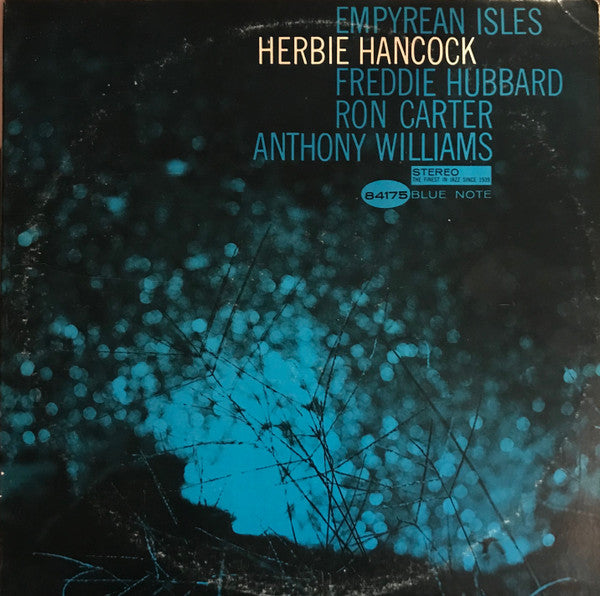 EMPYREAN ISLES
HERBIE HANCOCK
FREDDIE HUBBARD
RON CARTER
ANTHONY WILLIAMS
STEREO
THE FINEST IN JAZZ SINCE 1939
84175 BLUE NOTE